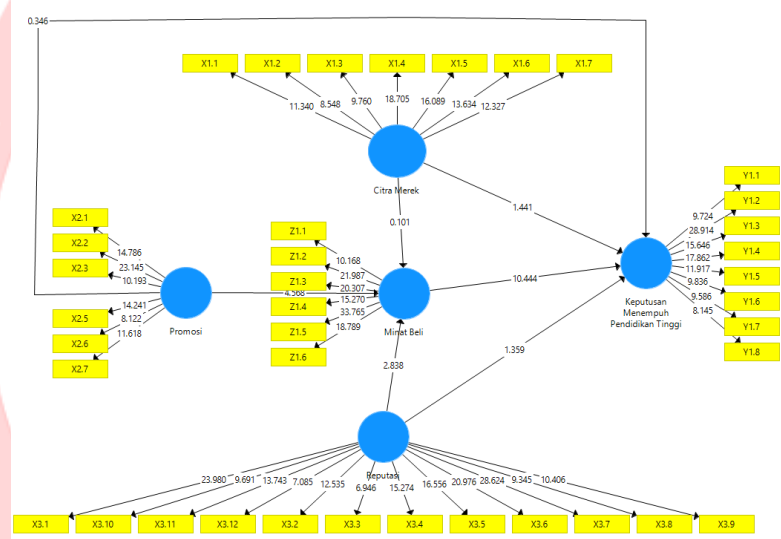 0.346
X1.1 X1.2 X1.3 X1.4 X1.5 X1.6 X1.7
11.340 8.548 9.760 18.705 16.089 13.634 12.327
Citra Merek
0.101
1.441
X2.1
X2.2
X2.3
X2.5
X2.6
X2.7
14.786
23.145
10.193
14.241
8.122
11.618
Promosi
4.568
Z1.1
Z1.2
Z1.3
Z1.4
Z1.5
Z1.6
10.168
21.987
20.307
15.270
33.765
18.789
Minat Beli
10.444
2.838
1.359
Y1.1
Y1.2
Y1.3
Y1.4
Y1.5
Y1.6
Y1.7
Y1.8
9.724
28.914
15.646
17.862
11.917
9.836
9.586
8.145
Keputusan
Menempuh
Pendidikan Tinggi
Reputasi
23.980 9.691 13.743 7.085 12.535 6.946 15.274 16.556 20.976 28.624 9.345 10.406
X3.1 X3.10 X3.11 X3.12 X3.2 X3.3 X3.4 X3.5 X3.6 X3.7 X3.8 X3.9